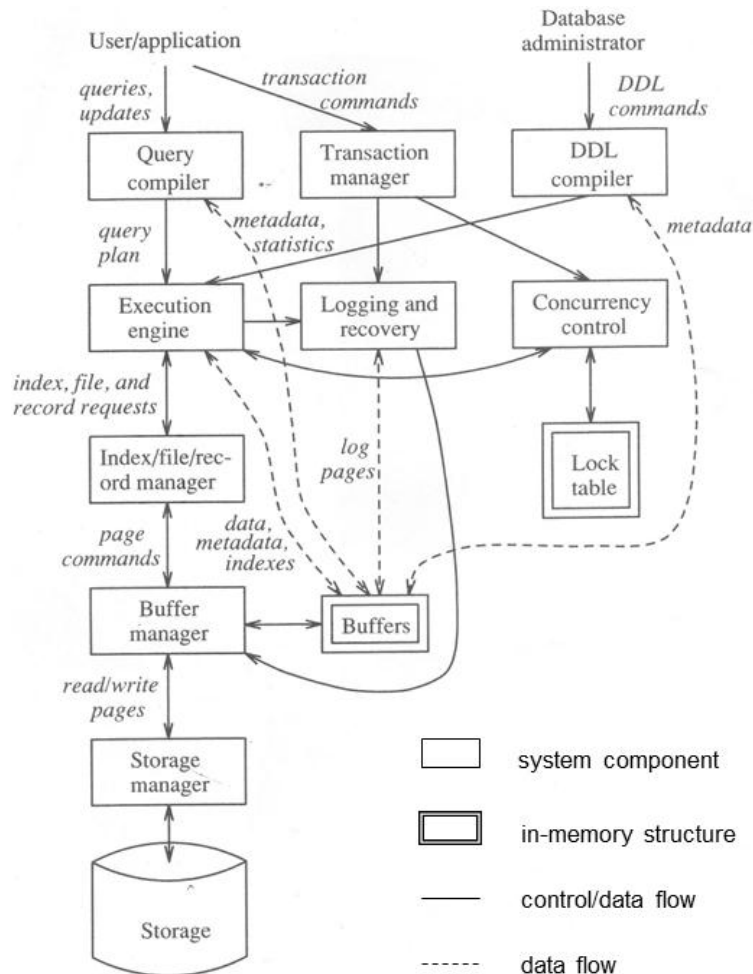 User/application
Database
administrator
queries,
updates
transaction
commands
DDL
commands
Query
compiler
Transaction
manager
DDL
compiler
query
plan
metadata,
statistics
metadata
Execution
engine
Logging and
recovery
Concurrency
control
index, file, and
record requests
Index/file/rec-
ord manager
log
pages
Lock
table
page
commands
data,
metadata,
indexes
Buffer
manager
Buffers
read/write
pages
Storage
manager
Storage
system component
in-memory structure
control/data flow
data flow